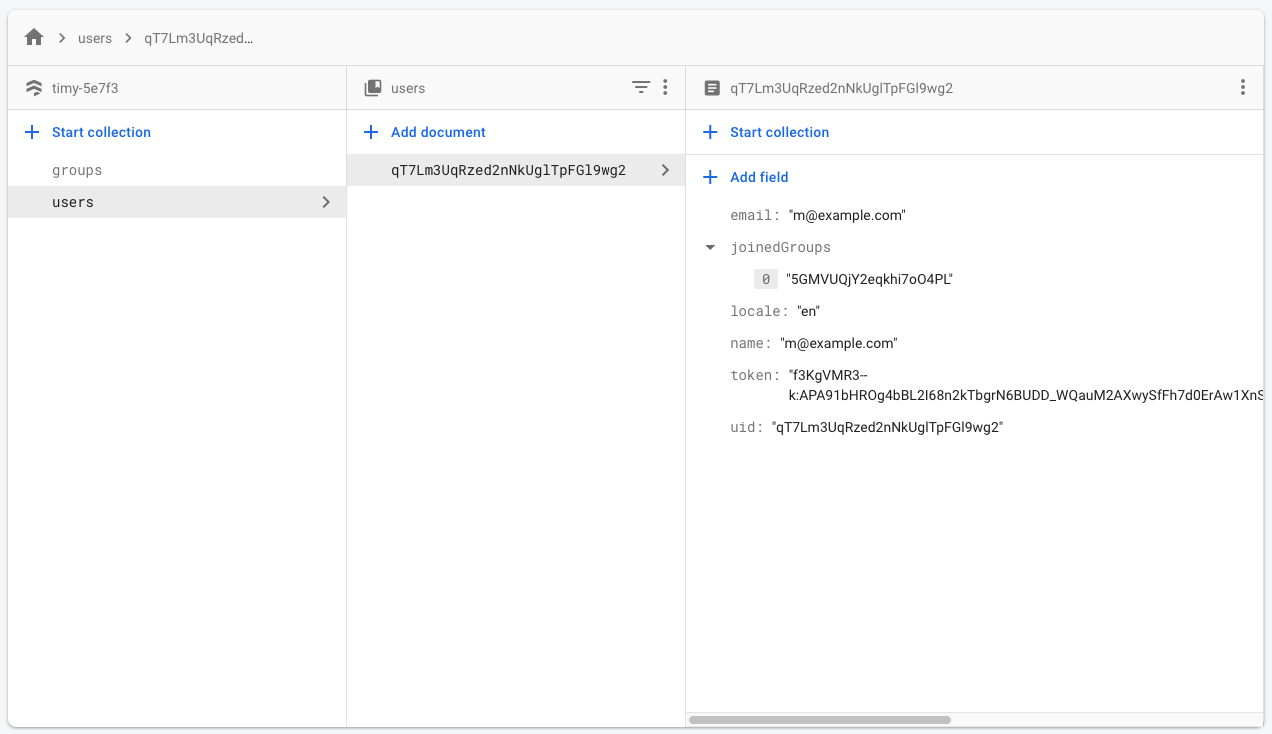 users
qT7Lm3UqRzed…
timy-5e7f3
Start collection
groups
users
users
Add document
qT7Lm3UqRzed2nNkUglTpFGl9wg2
qT7Lm3UqRzed2nNkUglTpFGl9wg2
Start collection
Add field
email: "m@example.com"
joinedGroups
0 "5GMVUQjY2eqkhi7oO4PL"
locale: "en"
name: "m@example.com"
token: "f3KgVMR3--
k:APA91bHROg4bBL2I68n2kTbgrN6BUDD_WQauM2AXwySfFh7d0ErAw1XnS
uid: "qT7Lm3UqRzed2nNkUglTpFGl9wg2"